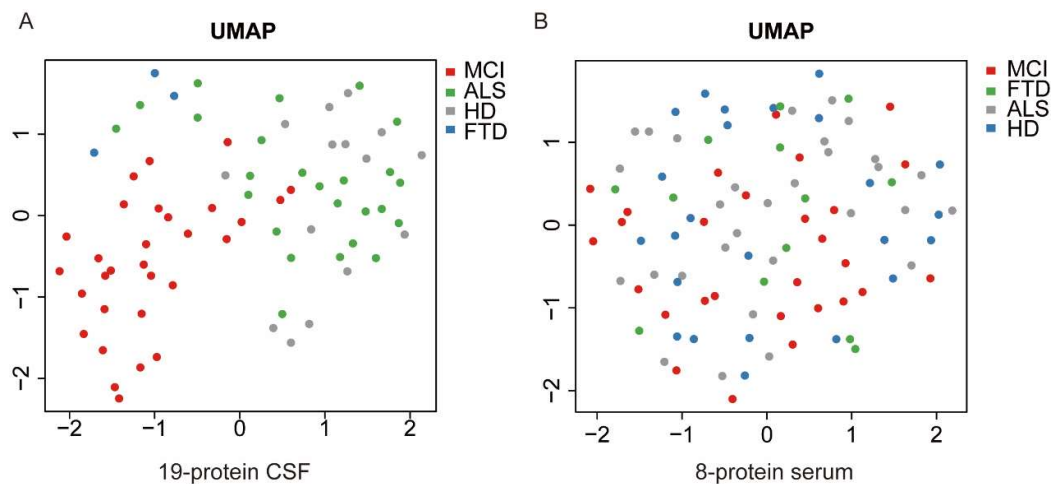 A
UMAP
MCI
ALS
HD
FTD
1
0
−1
−2
−2 −1 0 1 2
19-protein CSF
B
UMAP
MCI
FTD
ALS
HD
1
0
−1
−2
−2 −1 0 1 2
8-protein serum